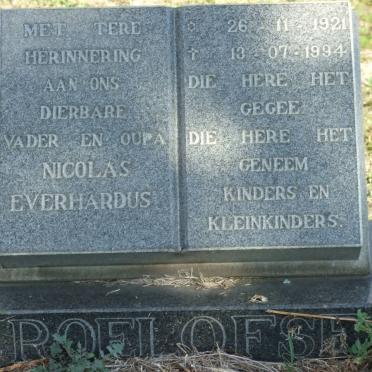 MET TERE
HERINNERING
AAN ONS
DIERBARE
VADER EN OUPA
NICOLAS
EVERHARDUS
✡ 26-11-1921
✝ 13-07-1994
DIE HERE HET
GEGEE
DIE HERE HET
GENEEM
KINDERS EN
KLEINKINDERS
ROELOFSE